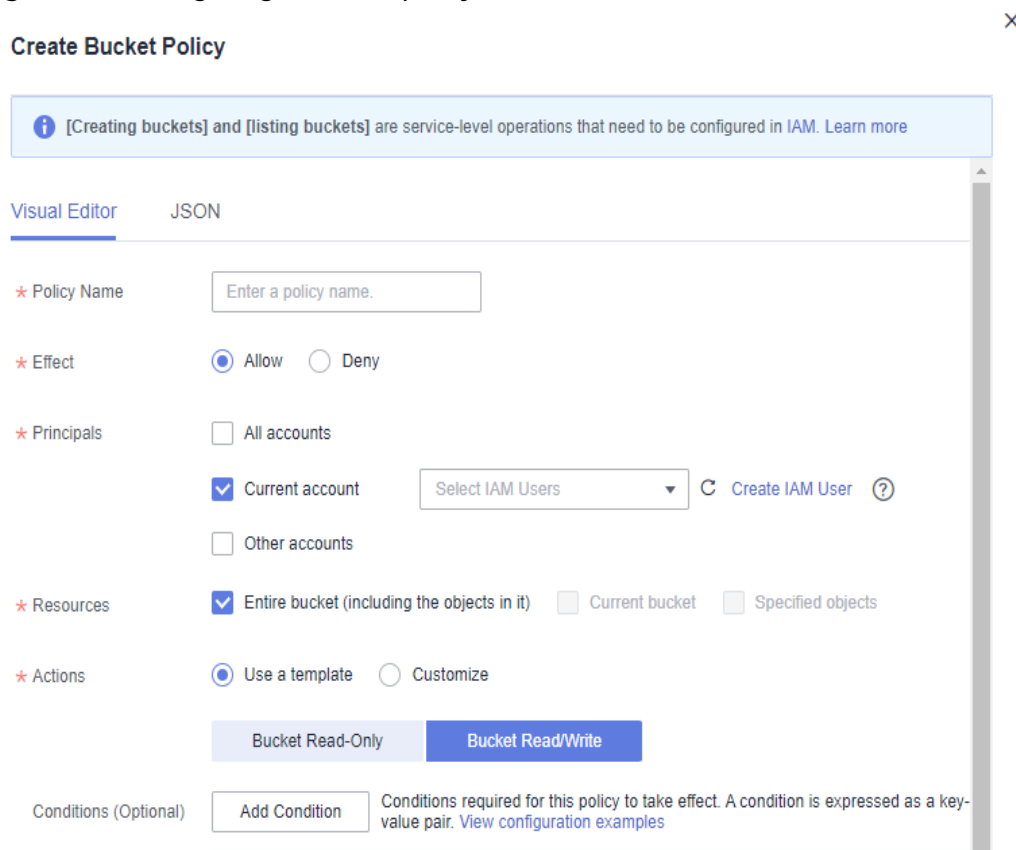 Create Bucket Policy
[Creating buckets] and [listing buckets] are service-level operations that need to be configured in IAM. Learn more
Visual Editor JSON
* Policy Name Enter a policy name.
* Effect Allow Deny
* Principals All accounts
Current account Select IAM Users Create IAM User ?
Other accounts
* Resources Entire bucket (including the objects in it) Current bucket Specified objects
* Actions Use a template Customize
Bucket Read-Only Bucket Read/Write
Conditions (Optional) Add Condition Conditions required for this policy to take effect. A condition is expressed as a key-
value pair. View configuration examples